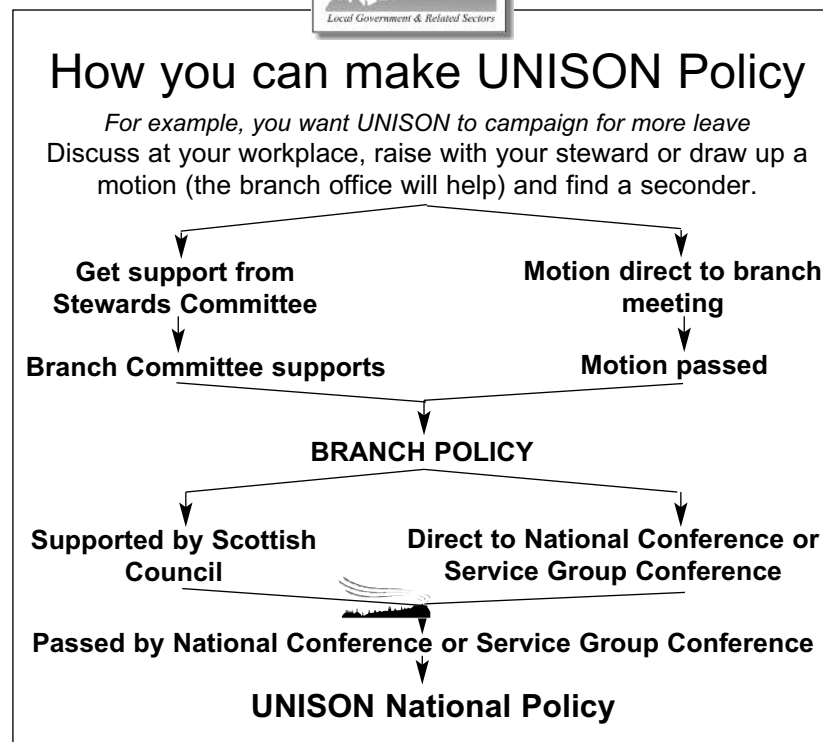 Local Government & Related Sectors
How you can make UNISON Policy
For example, you want UNISON to campaign for more leave
Discuss at your workplace, raise with your steward or draw up a
motion (the branch office will help) and find a seconder.
Get support from
Stewards Committee
Motion direct to branch
meeting
Branch Committee supports
Motion passed
BRANCH POLICY
Supported by Scottish
Council
Direct to National Conference or
Service Group Conference
Passed by National Conference or Service Group Conference
UNISON National Policy